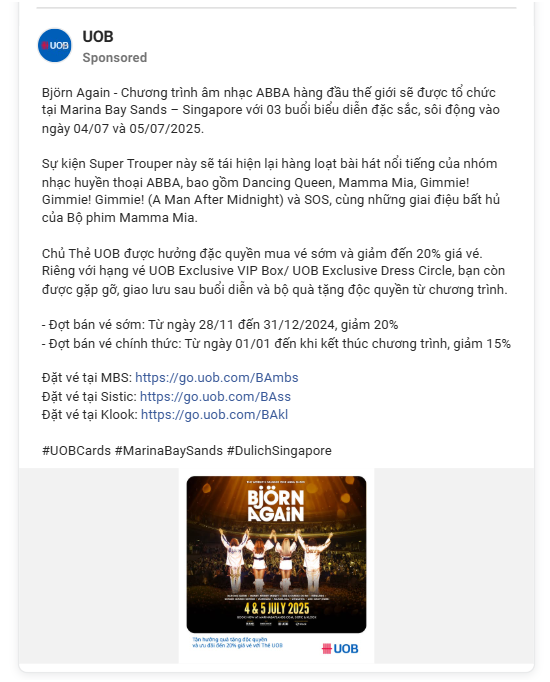 UOB
UOB
Sponsored
Björn Again - Chương trình âm nhạc ABBA hàng đầu thế giới sẽ được tổ chức
tại Marina Bay Sands – Singapore với 03 buổi biểu diễn đặc sắc, sôi động vào
ngày 04/07 và 05/07/2025.
Sự kiện Super Trouper này sẽ tái hiện lại hàng loạt bài hát nổi tiếng của nhóm
nhạc huyền thoại ABBA, bao gồm Dancing Queen, Mamma Mia, Gimmie!
Gimmie! Gimmie! (A Man After Midnight) và SOS, cùng những giai điệu bất hủ
của Bộ phim Mamma Mia.
Chủ Thẻ UOB được hưởng đặc quyền mua vé sớm và giảm đến 20% giá vé.
Riêng với hạng vé UOB Exclusive VIP Box/ UOB Exclusive Dress Circle, bạn còn
được gặp gỡ, giao lưu sau buổi diễn và bộ quà tặng độc quyền từ chương trình.
- Đợt bán vé sớm: Từ ngày 28/11 đến 31/12/2024, giảm 20%
- Đợt bán vé chính thức: Từ ngày 01/01 đến khi kết thúc chương trình, giảm 15%
Đặt vé tại MBS: https://go.uob.com/BAmbs
Đặt vé tại Sistic: https://go.uob.com/BAss
Đặt vé tại Klook: https://go.uob.com/BAkl
#UOBCards #MarinaBaySands #DulichSingapore
BJÖRN
AGAIN
4 & 5 JULY 2025
Tận hưởng quà tặng độc quyền
và ưu đãi đến 20% giá vé với Thẻ UOB
UOB